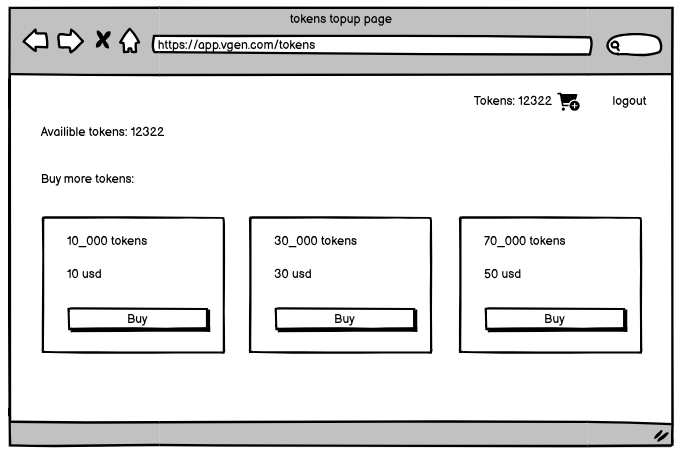 tokens topup page
https://app.vgen.com/tokens
Tokens: 12322 logout
Availible tokens: 12322
Buy more tokens:
10_000 tokens
10 usd
Buy
30_000 tokens
30 usd
Buy
70_000 tokens
50 usd
Buy